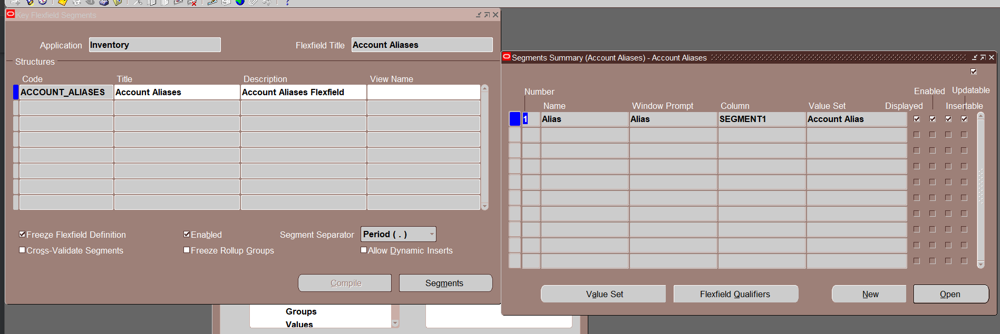 Key Flexfield Segments
Application Inventory Flexfield Title Account Aliases
Structures
Code Title Description View Name
ACCOUNT_ALIASES Account Aliases Account Aliases Flexfield
Freeze Flexfield Definition Enabled Segment Separator Period ( . )
Cross-Validate Segments Freeze Rollup Groups Allow Dynamic Inserts
Compile Segments
Groups
Values
Segments Summary (Account Aliases) - Account Aliases
Number Enabled Updatable
Name Window Prompt Column Value Set Displayed Insertable
1 Alias Alias SEGMENT1 Account Alias
Value Set Flexfield Qualifiers New Open